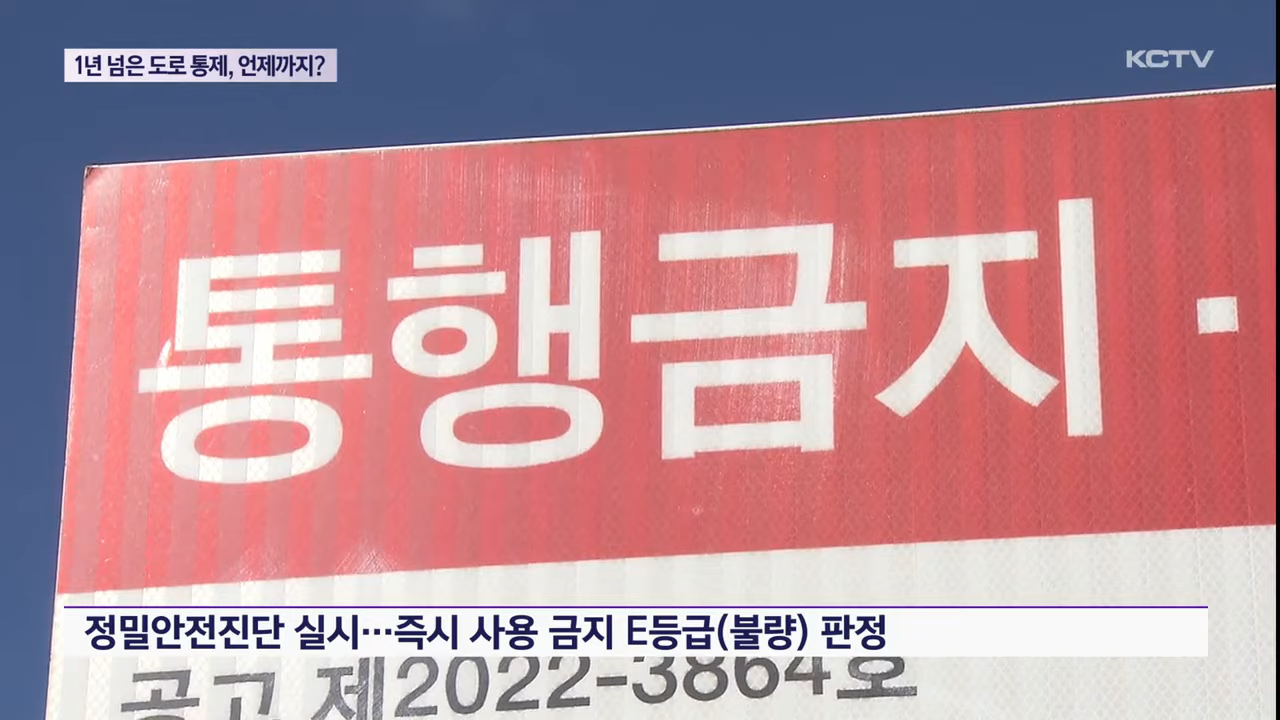 1년 넘은 도로 통제, 언제까지?
KCTV
통행금지 ·
정밀안전진단 실시…즉시 사용 금지 E등급(불량) 판정
공고 제2022-3864호